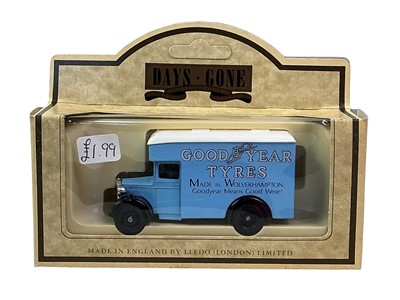 DAYS-GONE
£1.99
GOOD YEAR
TYRES
MADE IN WOLVERHAMPTON
Goodyear Means Good Wear!
MADE IN ENGLAND BY LLEDO (LONDON) LIMITED